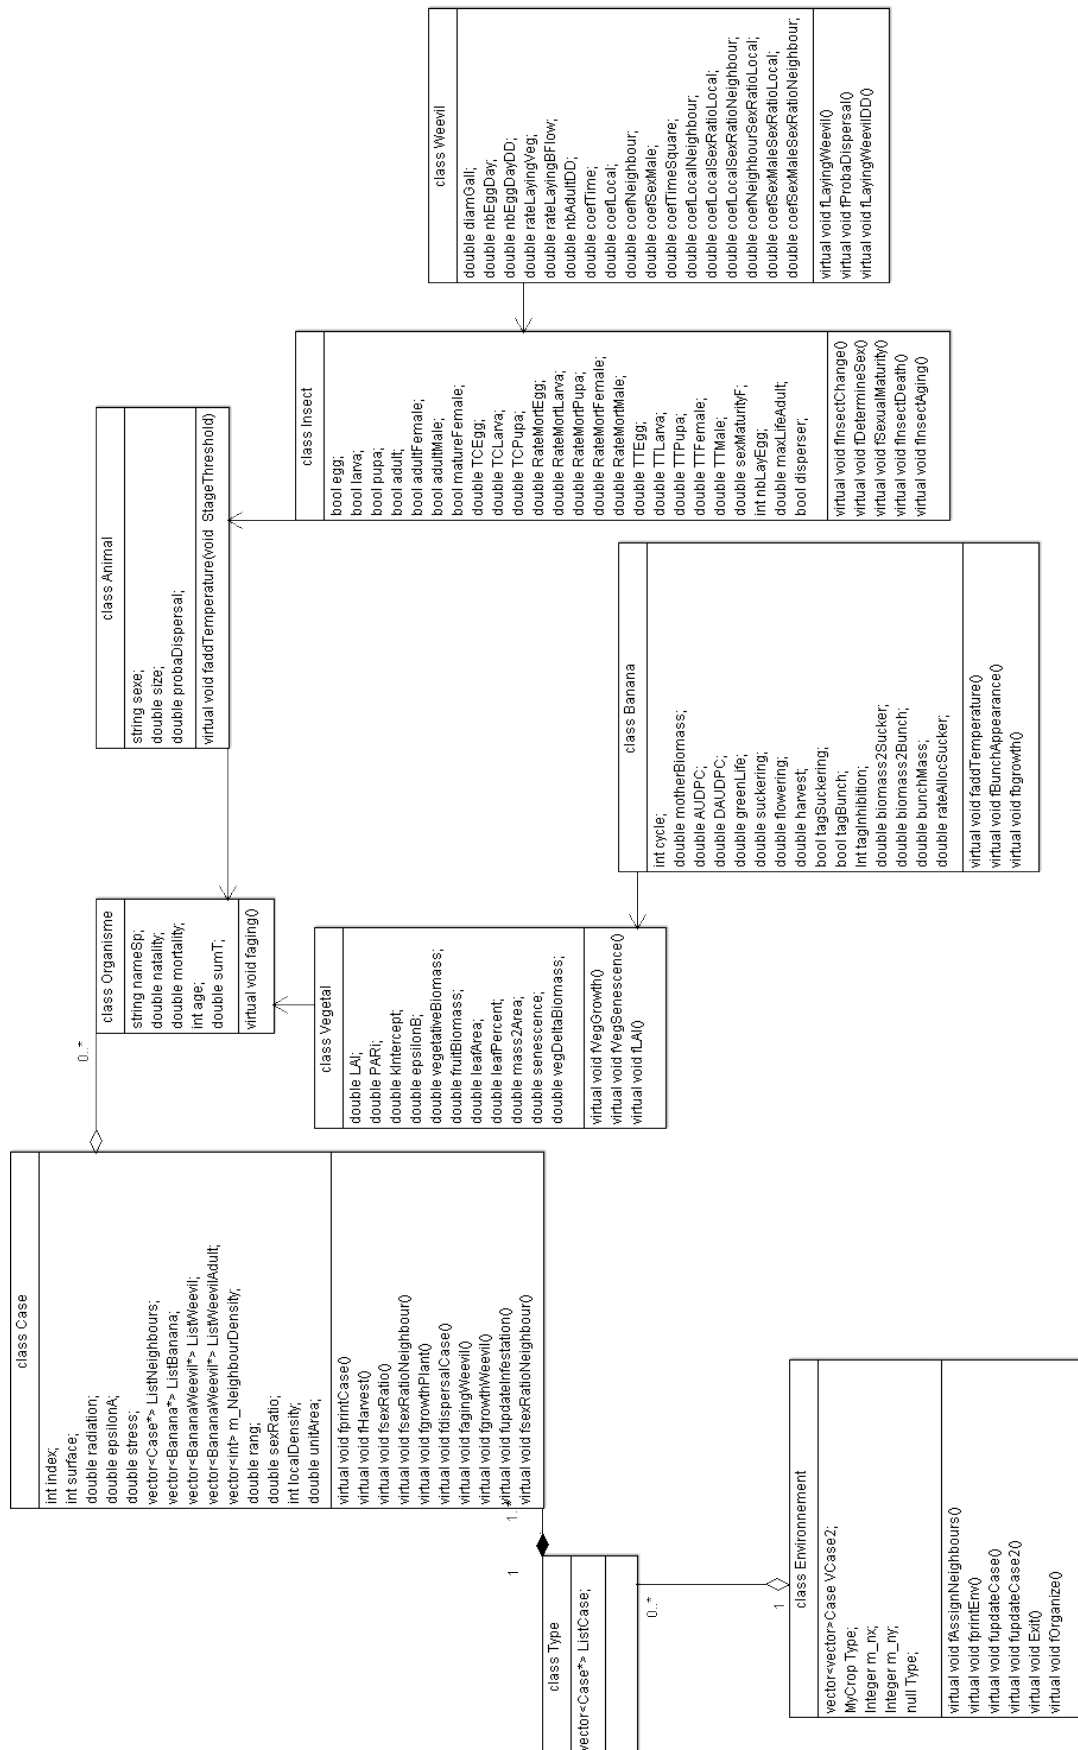 class Weevil
double diamGall;
double nbEggDay;
double nbEggDayDD;
double rateLayingVeg;
double rateLayingBFlow;
double nbAdultDD;
double coefTime;
double coefLocal;
double coefNeighbour;
double coefSexMale;
double coefTimeSquare;
double coefLocalNeighbour;
double coefLocalSexRatioLocal;
double coefLocalSexRatioNeighbour;
double coefNeighbourSexRatioLocal;
double coefSexMaleSexRatioLocal;
double coefSexMaleSexRatioNeighbour;
virtual void fLayingWeevil()
virtual void fProbaDispersal()
virtual void fLayingWeevilDD()
class Insect
bool egg;
bool larva;
bool pupa;
bool adult;
bool adultFemale;
bool adultMale;
bool matureFemale;
double TCEgg;
double TCLarva;
double TCPupa;
double RateMortEgg;
double RateMortLarva;
double RateMortPupa;
double RateMortFemale;
double RateMortMale;
double TTEgg;
double TTLarva;
double TTPupa;
double TTFemale;
double TTMale;
double sexMaturityF;
int nbLayEgg;
double maxLifeAdult;
bool disperser;
virtual void fInsectChange()
virtual void fDetermineSex()
virtual void fSexualMaturity()
virtual void fInsectDeath()
virtual void fInsectAging()
class Animal
string sexe;
double size;
double probaDispersal;
virtual void faddTemperature(void StageThreshold)
class Banana
int cycle;
double motherBiomass;
double AUDPC;
double DAUDPC;
double greenLife;
double suckering;
double flowering;
double harvest;
bool tagSuckering;
bool tagBunch;
Int tagInhibition;
double biomass2Sucker;
double biomass2Bunch;
double bunchMass;
double rateAllocSucker;
virtual void faddTemperature()
virtual void fBunchAppearance()
virtual void fbgrowth()
class Organisme
string nameSp;
double natality;
double mortality;
int age;
double sumT;
virtual void faging()
0..*
class Vegetal
double LAI;
double PARi;
double kIntercept;
double epsilonB;
double vegetativeBiomass;
double fruitBiomass;
double leafArea;
double leafPercent;
double mass2Area;
double senescence;
double vegDeltaBiomass;
virtual void fVegGrowth()
virtual void fVegSenescence()
virtual void fLAI()
class Case
int index;
int surface;
double radiation;
double epsilonA;
double stress;
vector<Case*> ListNeighbours;
vector<Banana*> ListBanana;
vector<BananaWeevil*> ListWeevil;
vector<BananaWeevil*> ListWeevilAdult;
vector<int> m_NeighbourDensity;
double rang;
double sexRatio;
int localDensity;
double unitArea;
virtual void fprintCase()
virtual void fHarvest()
virtual void fsexRatio()
virtual void fsexRatioNeighbour()
virtual void fgrowthPlant()
virtual void fdispersalCase()
virtual void fagingWeevil()
virtual void fgrowthWeevil()
virtual void fupdateInfestation()
virtual void fsexRatioNeighbour()
1..*
1
class Type
vector<Case*> ListCase;
0..*
1
class Environnement
vector<vector>Case VCase2;
MyCrop Type;
Integer m_nx;
Integer m_ny;
null Type;
virtual void fAssignNeighbours()
virtual void fprintEnv()
virtual void fupdateCase()
virtual void fupdateCase2()
virtual void Exit()
virtual void fOrganize()